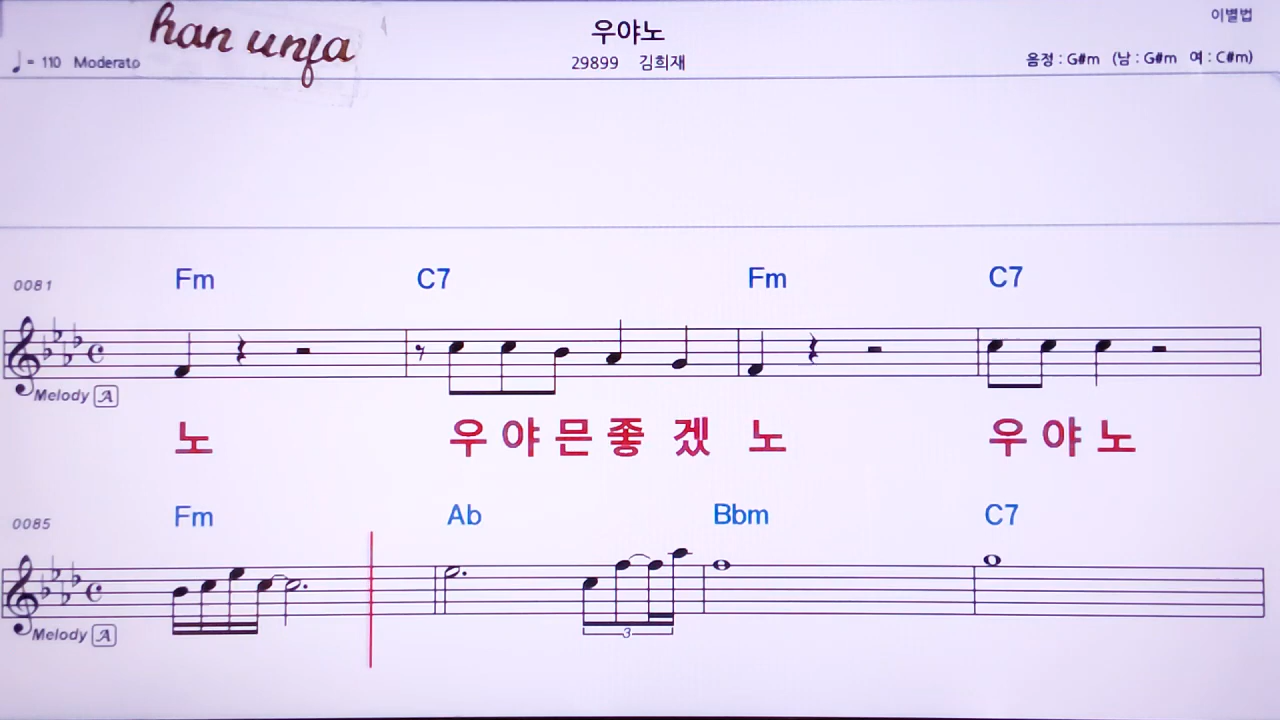 han unja
우야노
이별법
♩= 110 Moderato
29899 김희재
음정 : G#m (남 : G#m 여 : C#m)
0081
Fm C7 Fm C7
Melody A
노 우 야 믄 좋 겠 노 우 야 노
0085
Fm Ab Bbm C7
3
Melody A